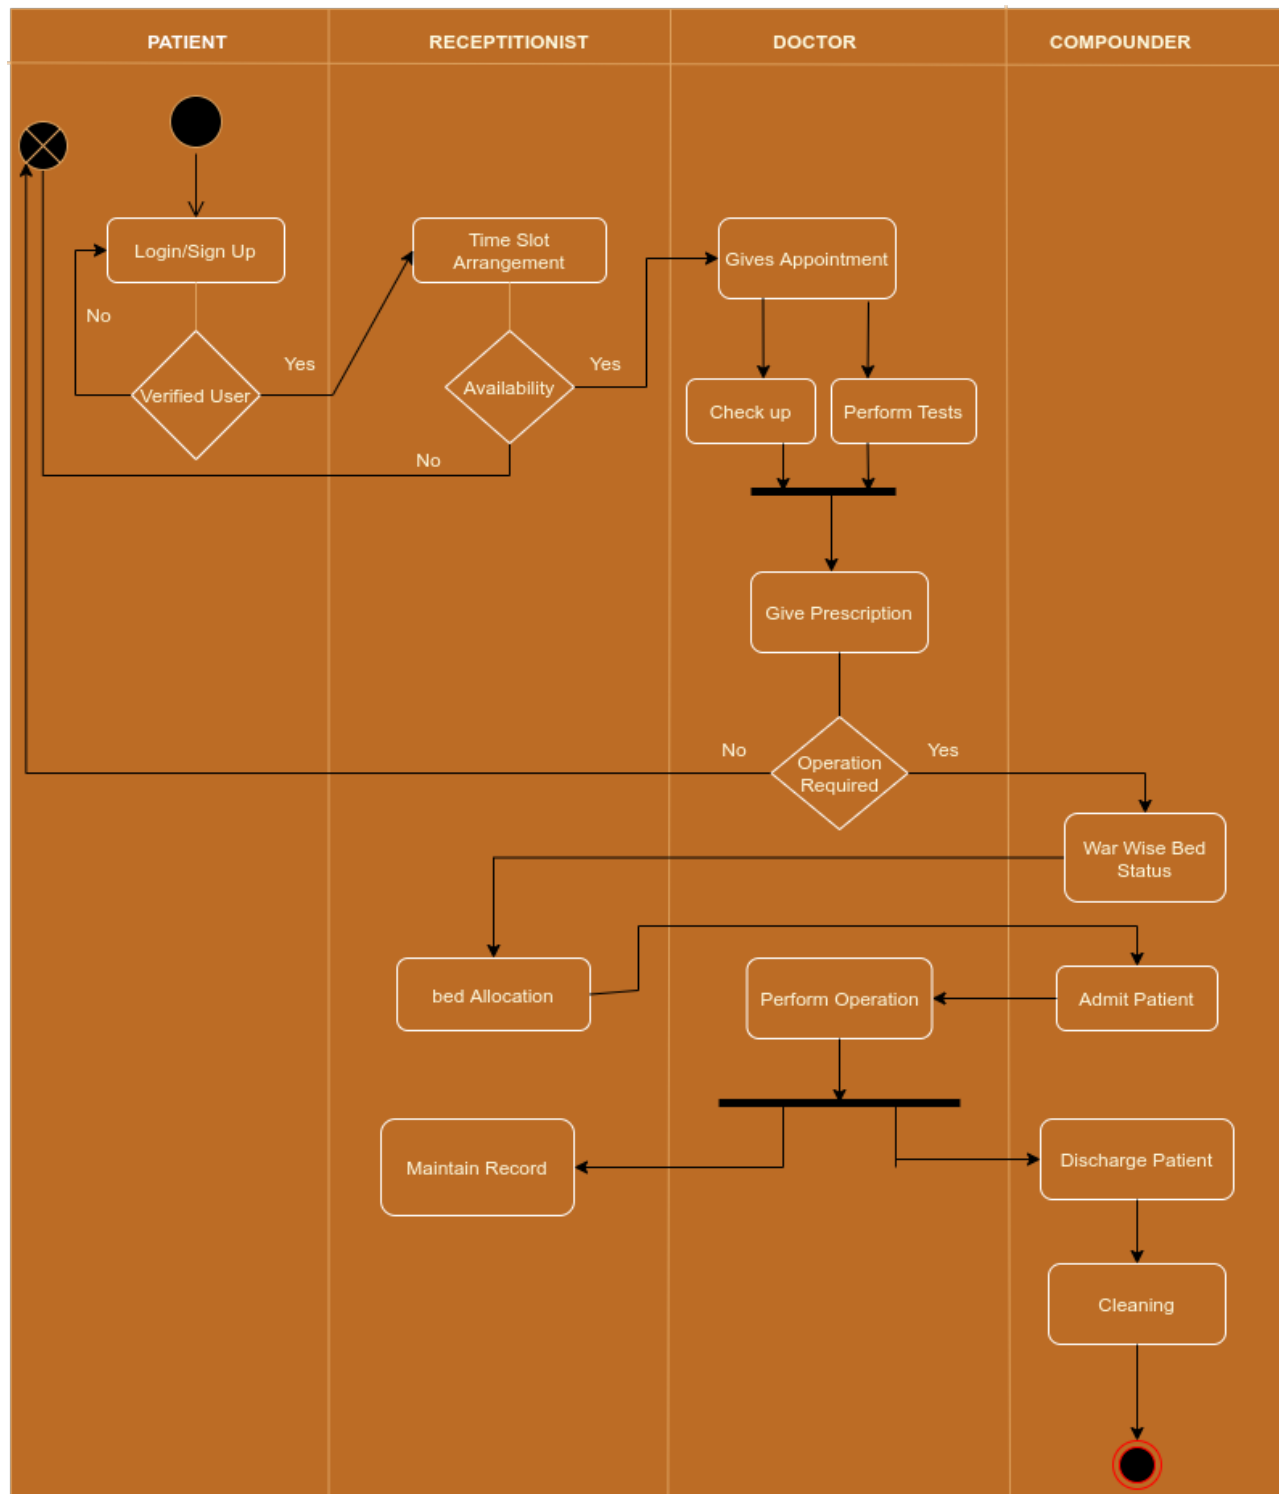 PATIENT
RECEPTITIONIST
DOCTOR
COMPOUNDER
Login/Sign Up
Time Slot
Arrangement
Gives Appointment
No
Yes
Yes
Verified User
Availability
Check up
Perform Tests
No
Give Prescription
No
Yes
Operation
Required
War Wise Bed
Status
bed Allocation
Perform Operation
Admit Patient
Maintain Record
Discharge Patient
Cleaning